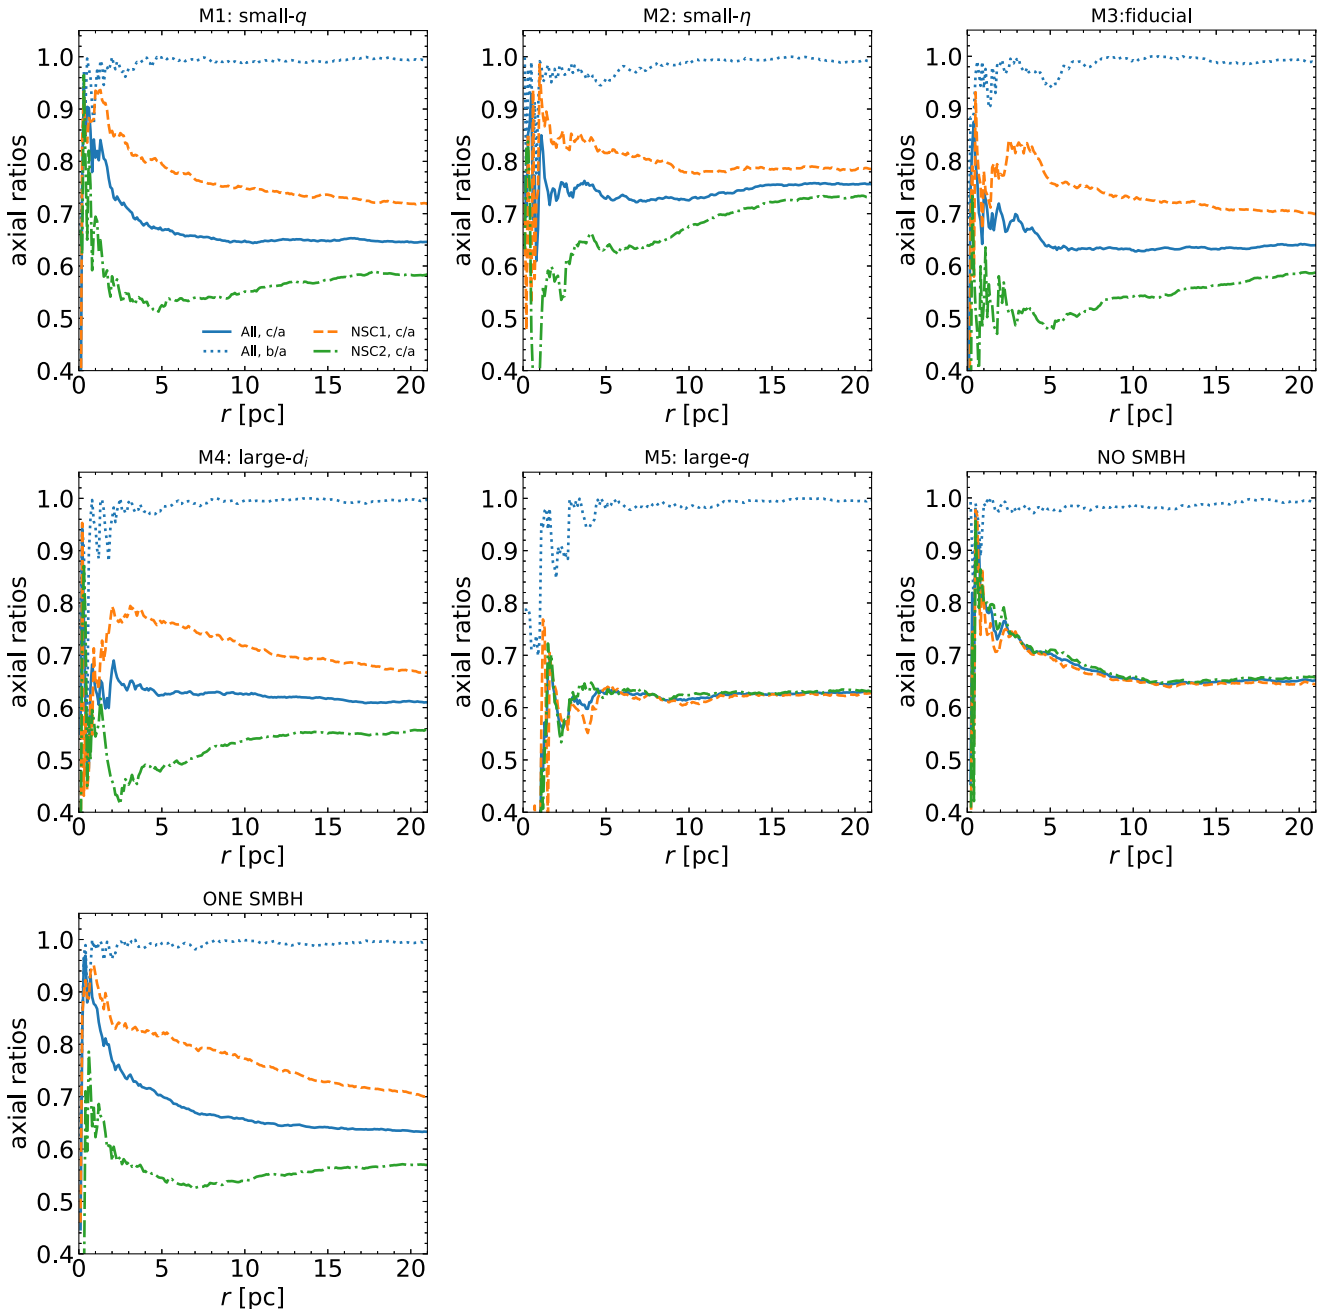 M1: small-q
M2: small-η
M3:fiducial
axial ratios
1.0
0.9
0.8
0.7
0.6
0.5
0.4
0 5 10 15 20
r [pc]
All, c/a
All, b/a
NSC1, c/a
NSC2, c/a
axial ratios
1.0
0.9
0.8
0.7
0.6
0.5
0.4
0 5 10 15 20
r [pc]
axial ratios
1.0
0.9
0.8
0.7
0.6
0.5
0.4
0 5 10 15 20
r [pc]
M4: large-dᵢ
M5: large-q
NO SMBH
axial ratios
1.0
0.9
0.8
0.7
0.6
0.5
0.4
0 5 10 15 20
r [pc]
axial ratios
1.0
0.9
0.8
0.7
0.6
0.5
0.4
0 5 10 15 20
r [pc]
axial ratios
1.0
0.9
0.8
0.7
0.6
0.5
0.4
0 5 10 15 20
r [pc]
ONE SMBH
axial ratios
1.0
0.9
0.8
0.7
0.6
0.5
0.4
0 5 10 15 20
r [pc]